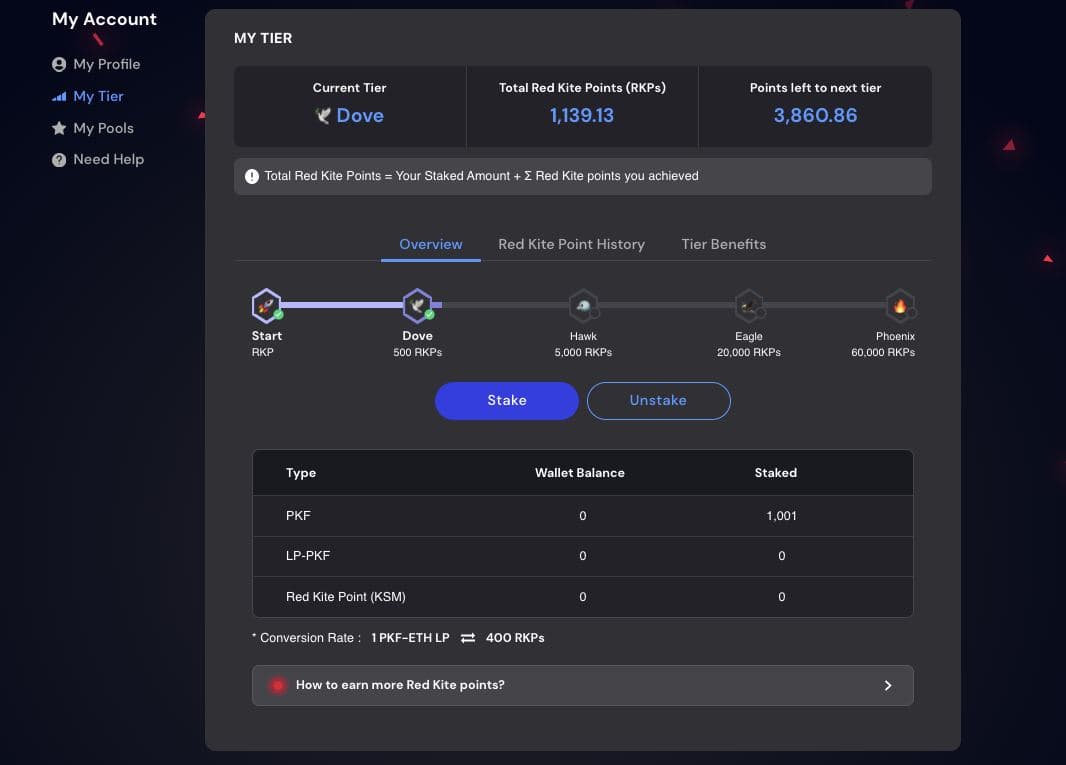 My Account
My Profile
My Tier
My Pools
Need Help
MY TIER
Current Tier
Dove
Total Red Kite Points (RKPs)
1,139.13
Points left to next tier
3,860.86
Total Red Kite Points = Your Staked Amount + Σ Red Kite points you achieved
Overview Red Kite Point History Tier Benefits
Start
RKP
Dove
500 RKPs
Hawk
5,000 RKPs
Eagle
20,000 RKPs
Phoenix
60,000 RKPs
Stake Unstake
Type Wallet Balance Staked
PKF 0 1,001
LP-PKF 0 0
Red Kite Point (KSM) 0 0
* Conversion Rate : 1 PKF-ETH LP ⇄ 400 RKPs
How to earn more Red Kite points?